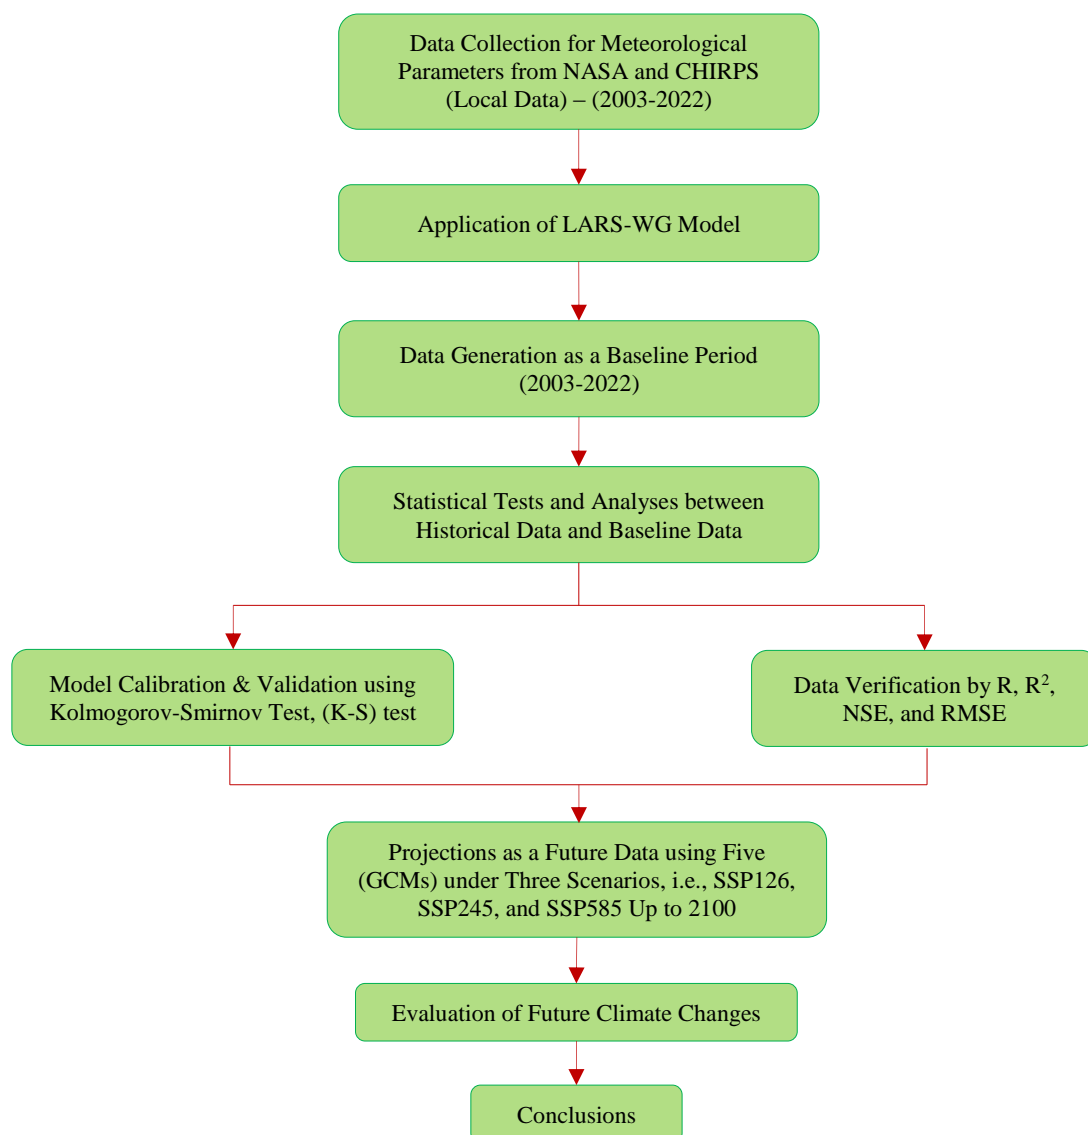 Data Collection for Meteorological
Parameters from NASA and CHIRPS
(Local Data) – (2003-2022)
Application of LARS-WG Model
Data Generation as a Baseline Period
(2003-2022)
Statistical Tests and Analyses between
Historical Data and Baseline Data
Model Calibration & Validation using
Kolmogorov-Smirnov Test, (K-S) test
Data Verification by R, R²,
NSE, and RMSE
Projections as a Future Data using Five
(GCMs) under Three Scenarios, i.e., SSP126,
SSP245, and SSP585 Up to 2100
Evaluation of Future Climate Changes
Conclusions